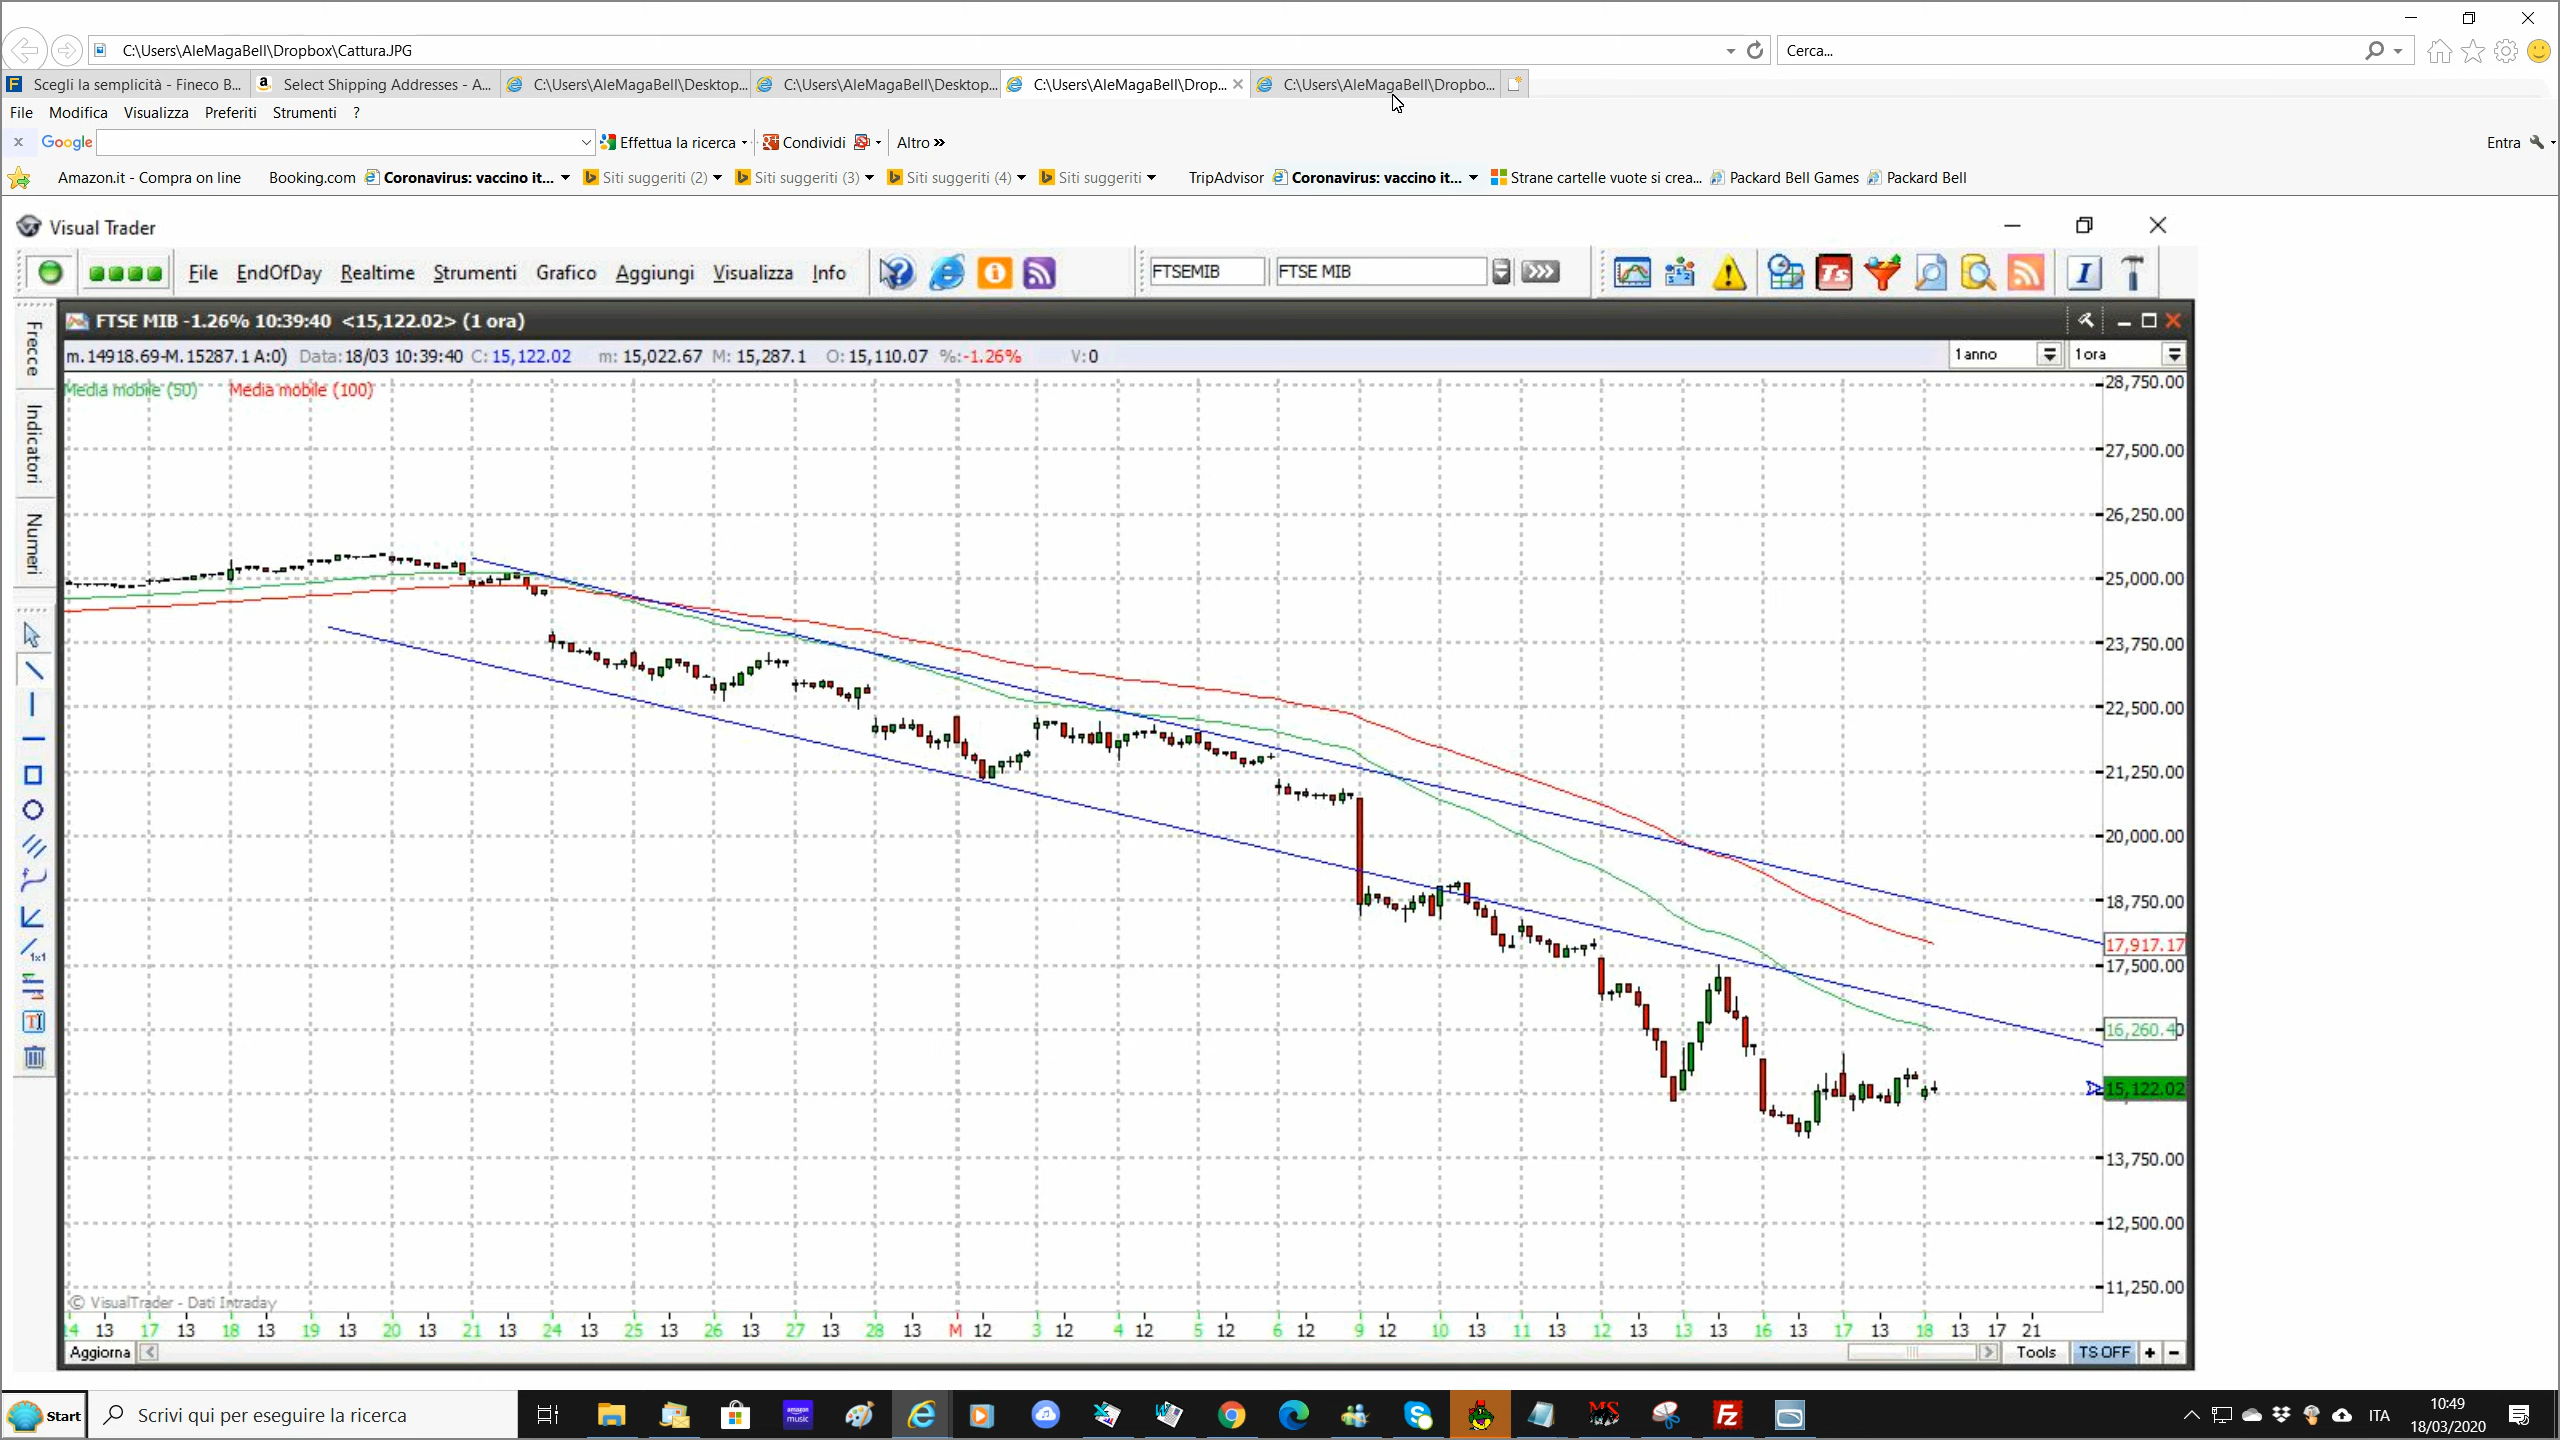 C:\Users\AleMagaBell\Dropbox\Cattura.JPG
Cerca...
Scegli la semplicità - Fineco B... Select Shipping Addresses - A... C:\Users\AleMagaBell\Desktop... C:\Users\AleMagaBell\Desktop... C:\Users\AleMagaBell\Drop... C:\Users\AleMagaBell\Dropbo...
File Modifica Visualizza Preferiti Strumenti ?
x Google Effettua la ricerca Condividi Altro » Entra
Amazon.it - Compra on line Booking.com Coronavirus: vaccino it... Siti suggeriti (2) Siti suggeriti (3) Siti suggeriti (4) Siti suggeriti TripAdvisor Coronavirus: vaccino it... Strane cartelle vuote si crea... Packard Bell Games Packard Bell
Visual Trader
File EndOfDay Realtime Strumenti Grafico Aggiungi Visualizza Info FTSEMIB FTSE MIB Ts I
FTSE MIB -1.26% 10:39:40 <15,122.02> (1 ora)
m.14918.69-M.15287.1 A:0) Data:18/03 10:39:40 C: 15,122.02 m: 15,022.67 M: 15,287.1 O: 15,110.07 %:-1.26% V:0 1anno 1ora
Media mobile (50) Media mobile (100)
Frecce
Indicatori
Numeri
28,750.00
27,500.00
26,250.00
25,000.00
23,750.00
22,500.00
21,250.00
20,000.00
18,750.00
17,917.17
17,500.00
16,260.4
15,122.02
13,750.00
12,500.00
11,250.00
1x1
© VisualTrader - Dati Intraday
14 13 17 13 18 13 19 13 20 13 21 13 24 13 25 13 26 13 27 13 28 13 M 12 3 12 4 12 5 12 6 12 9 12 10 13 11 13 12 13 13 13 16 13 17 13 18 13 17 21
Aggiorna Tools TS OFF + -
Start Scrivi qui per eseguire la ricerca amazon music MS Fz ITA 10:49
18/03/2020